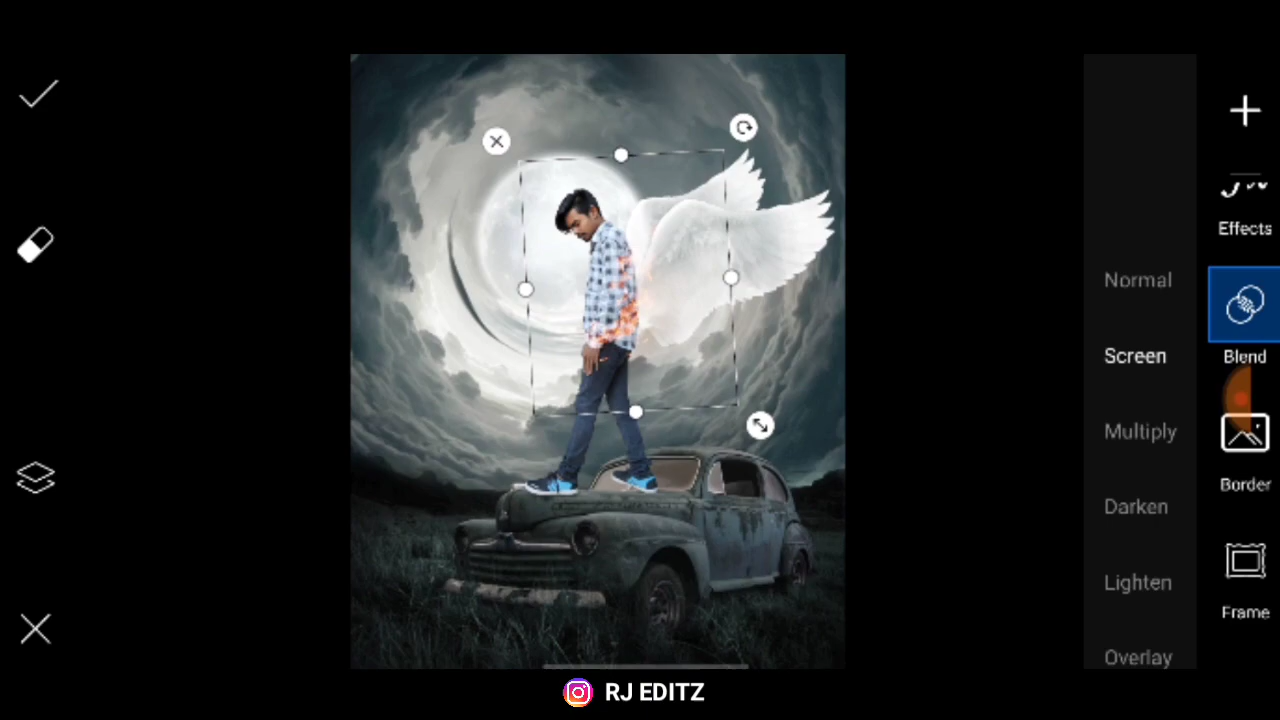 Effects
Normal
Screen
Blend
Multiply
Border
Darken
Lighten
Frame
Overlay
RJ EDITZ